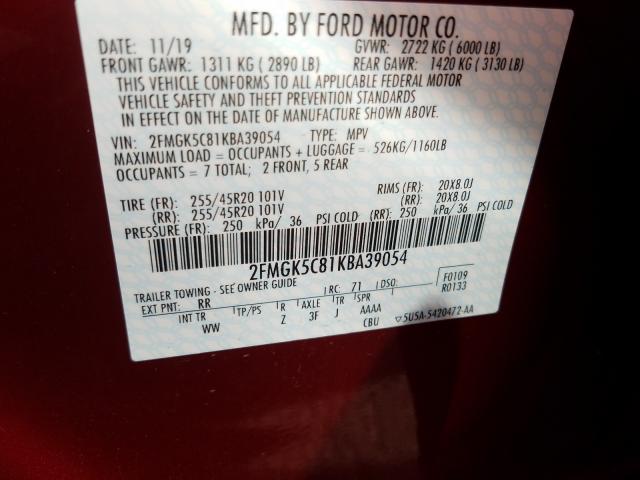 MFD. BY FORD MOTOR CO.
DATE: 11/19 GVWR: 2722 KG ( 6000 LB)
FRONT GAWR: 1311 KG ( 2890 LB) REAR GAWR: 1420 KG ( 3130 LB)
THIS VEHICLE CONFORMS TO ALL APPLICABLE FEDERAL MOTOR
VEHICLE SAFETY AND THEFT PREVENTION STANDARDS
IN EFFECT ON THE DATE OF MANUFACTURE SHOWN ABOVE.
VIN: 2FMGK5C81KBA39054 TYPE: MPV
MAXIMUM LOAD = OCCUPANTS + LUGGAGE = 526KG/1160LB
OCCUPANTS = 7 TOTAL; 2 FRONT, 5 REAR
TIRE (FR): 255/45R20 101V RIMS (FR): 20X8.0J
(RR): 255/45R20 101V (RR): 20X8.0J
PRESSURE (FR): 250 kPa/ 36 PSI COLD (RR): 250 kPa/ 36 PSI COLD
2FMGK5C81KBA39054
TRAILER TOWING - SEE OWNER GUIDE RC: 71 DSO: F0109
EXT PNT: RR R0133
INT TR TP/PS R AXLE TR SPR
WW Z 3F J AAAA
CBU 5U5A-5420472-AA